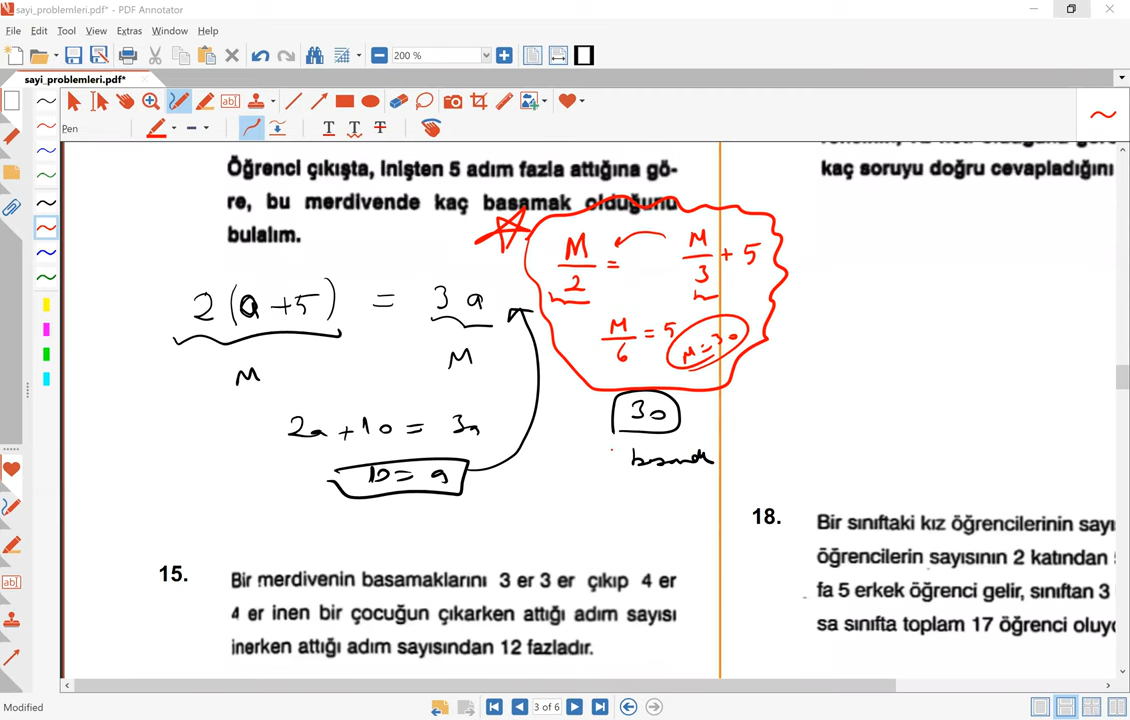 sayi_problemleri.pdf* - PDF Annotator
File Edit Tool View Extras Window Help
200 %
sayi_problemleri.pdf*
Pen
Öğrenci çıkışta, inişten 5 adım fazla attığına gö-
re, bu merdivende kaç basamak olduğunu
bulalım.
kaç soruyu doğru cevapladığını
M/2 = M/3 + 5
M/6 = 5 M = 30
2(a+5) = 3a
M M
2a + 10 = 3a
10 = a
30
basamak
15.
Bir merdivenin basamaklarını 3 er 3 er çıkıp 4 er
4 er inen bir çocuğun çıkarken attığı adım sayısı
inerken attığı adım sayısından 12 fazladır.
18.
Bir sınıftaki kız öğrencilerinin sayı
öğrencilerin sayısının 2 katından
fa 5 erkek öğrenci gelir, sınıftan 3
sa sınıfta toplam 17 öğrenci oluyo
Modified
3 of 6